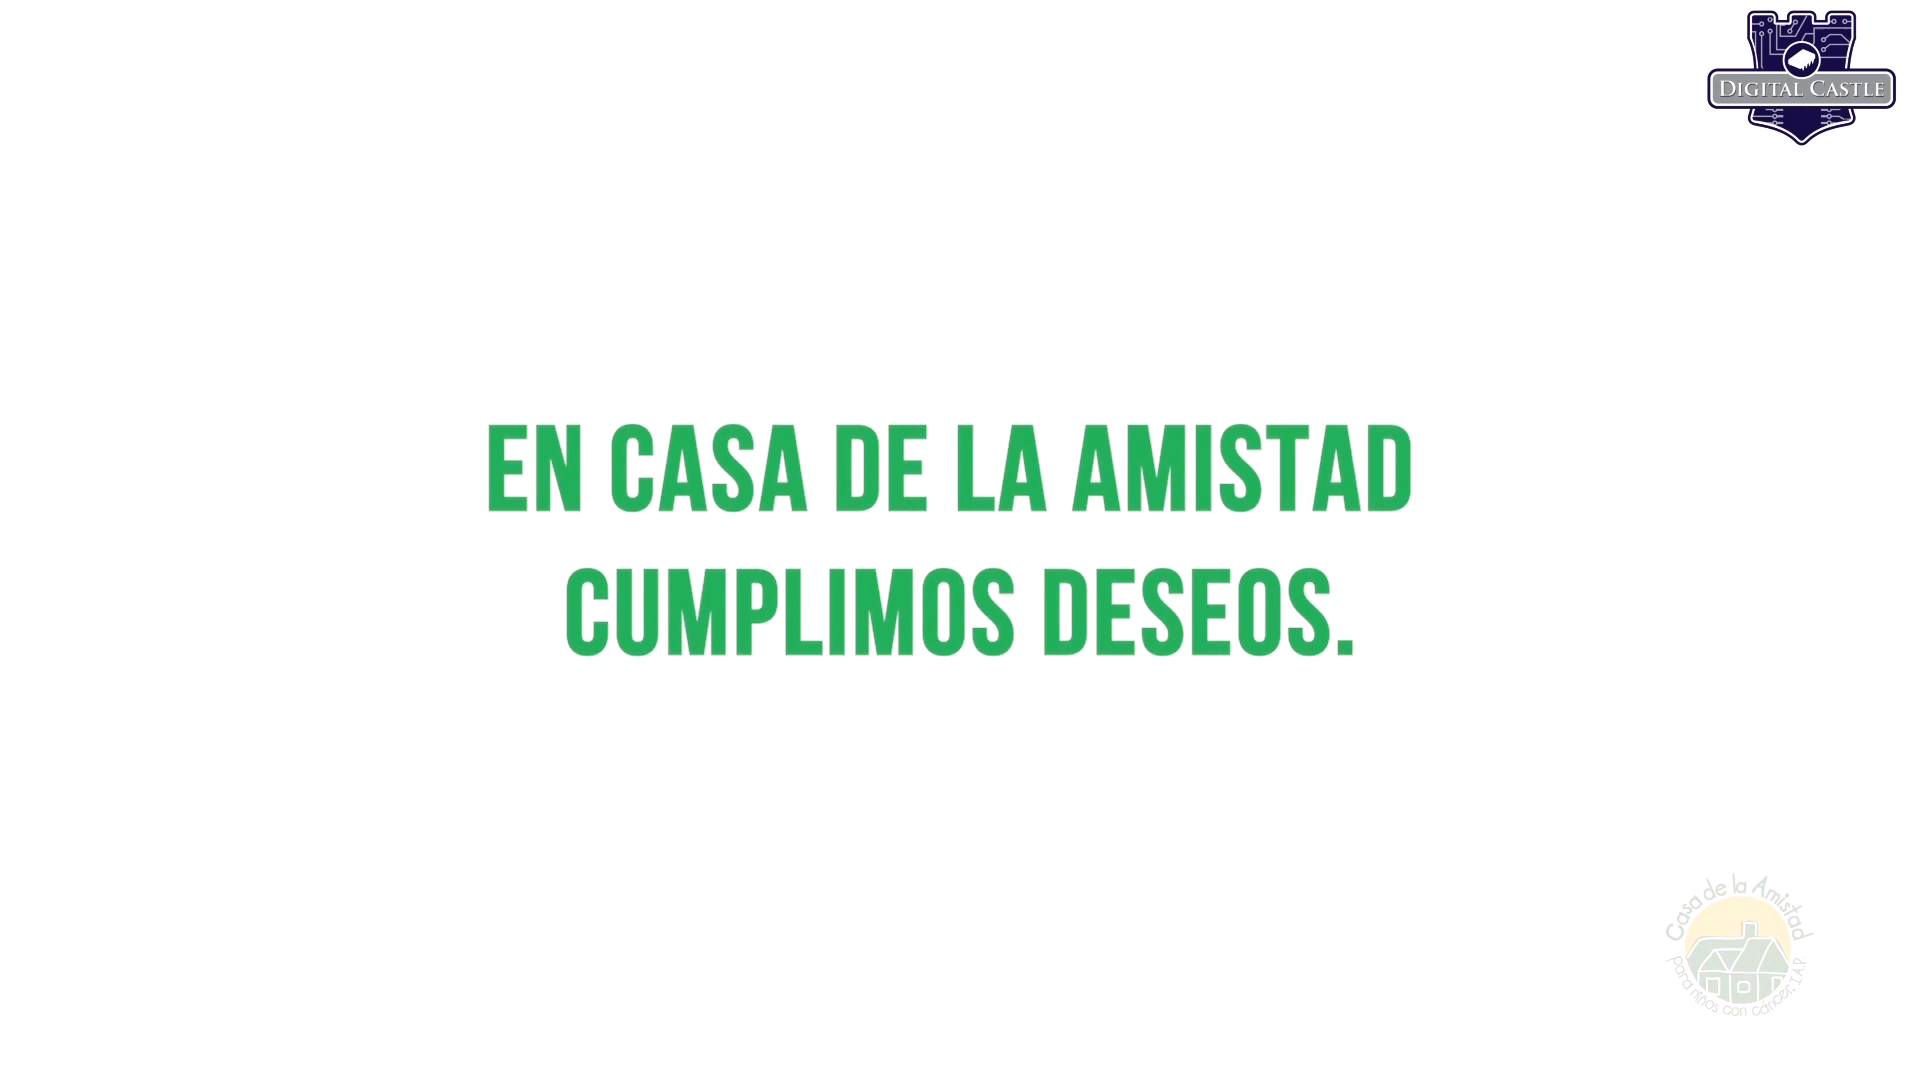 DIGITAL CASTLE
EN CASA DE LA AMISTAD
CUMPLIMOS DESEOS.
Casa de la Amistad
para niños con cáncer, I.A.P.